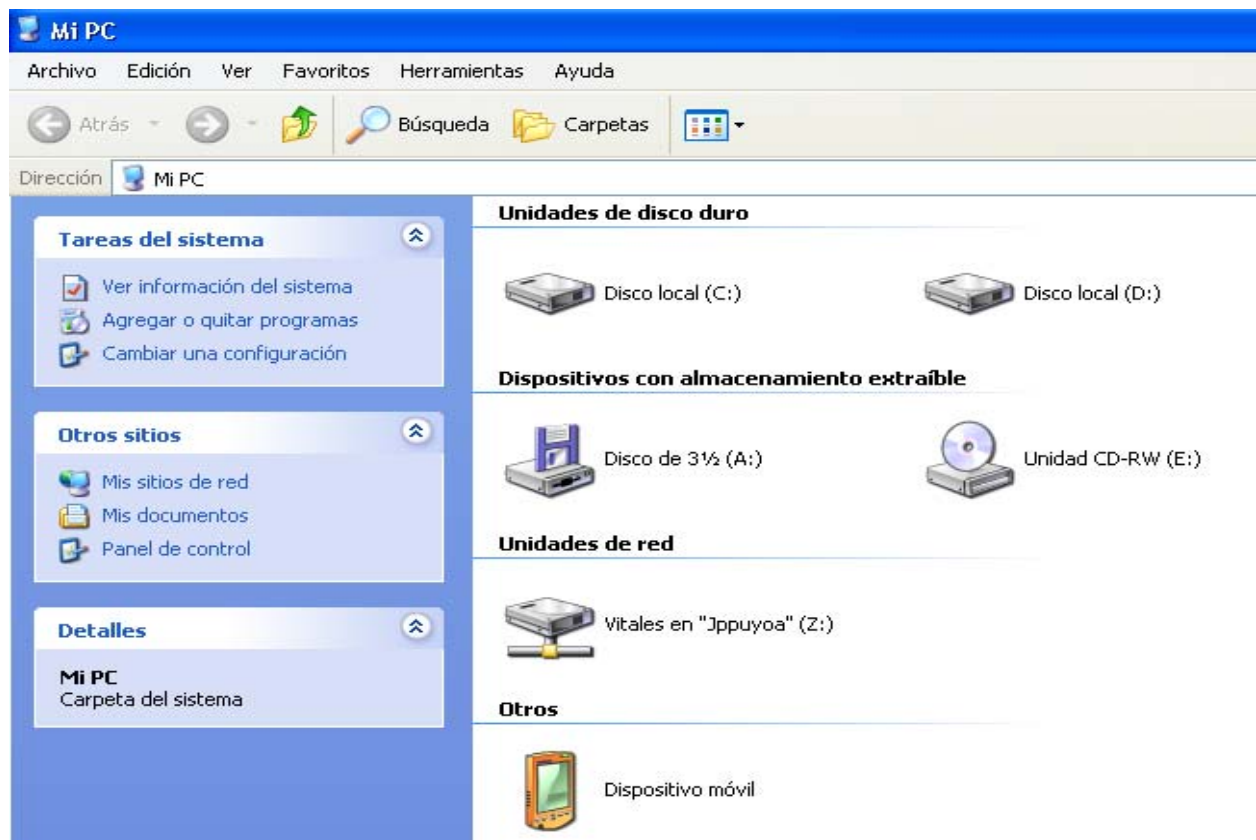 Mi PC
Archivo Edición Ver Favoritos Herramientas Ayuda
Atrás Búsqueda Carpetas
Dirección Mi PC
Tareas del sistema
Ver información del sistema
Agregar o quitar programas
Cambiar una configuración
Otros sitios
Mis sitios de red
Mis documentos
Panel de control
Detalles
Mi PC
Carpeta del sistema
Unidades de disco duro
Disco local (C:) Disco local (D:)
Dispositivos con almacenamiento extraíble
Disco de 3½ (A:) Unidad CD-RW (E:)
Unidades de red
Vitales en "Jppuyoa" (Z:)
Otros
Dispositivo móvil